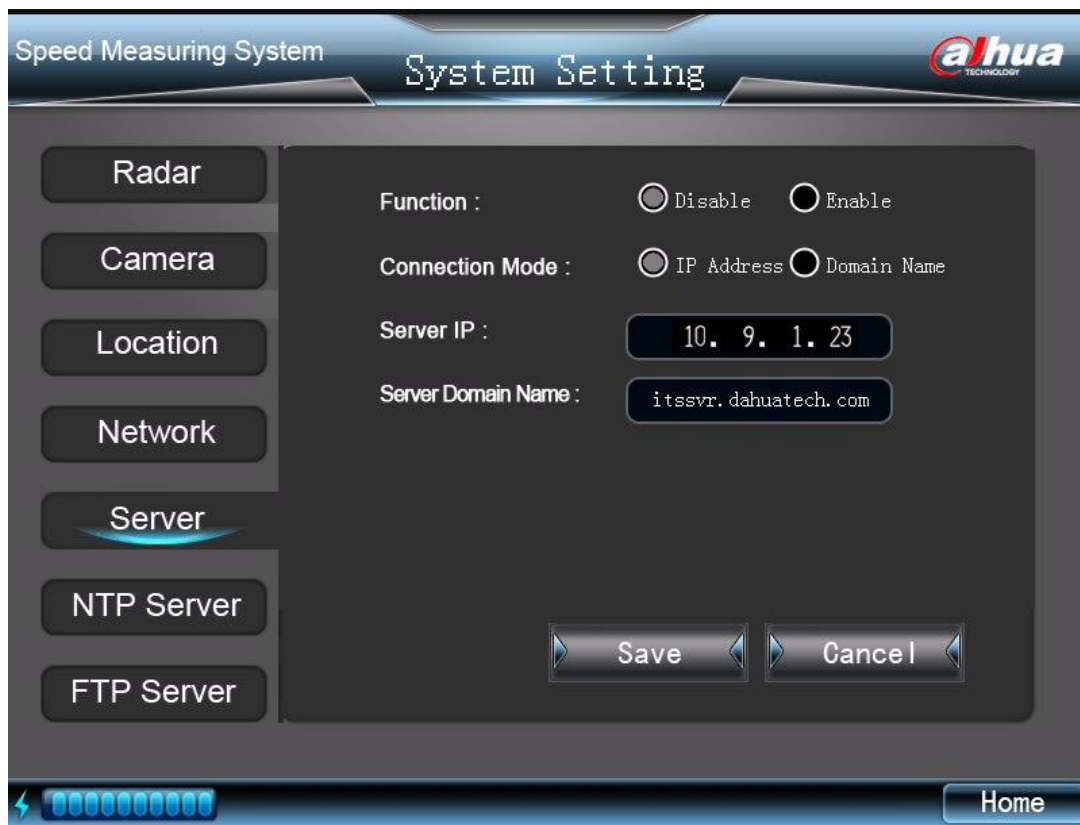 Speed Measuring System
System Setting
alhua
TECHNOLOGY
Radar
Camera
Location
Network
Server
NTP Server
FTP Server
Function : Disable Enable
Connection Mode : IP Address Domain Name
Server IP : 10. 9. 1. 23
Server Domain Name : itssvr.dahuatech.com
Save Cancel
Home